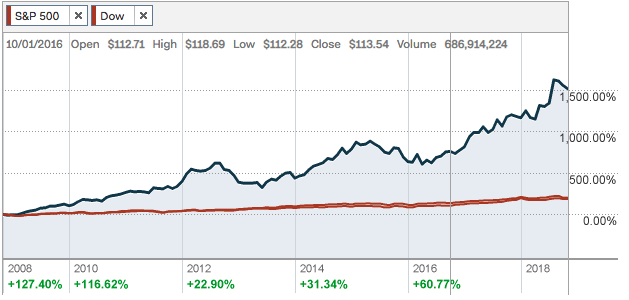 S&P 500 × Dow ×
10/01/2016 Open $112.71 High $118.69 Low $112.28 Close $113.54 Volume 686,914,224
1,500.00%
1,000.00%
500.00%
0.00%
2008 2010 2012 2014 2016 2018
+127.40% +116.62% +22.90% +31.34% +60.77%